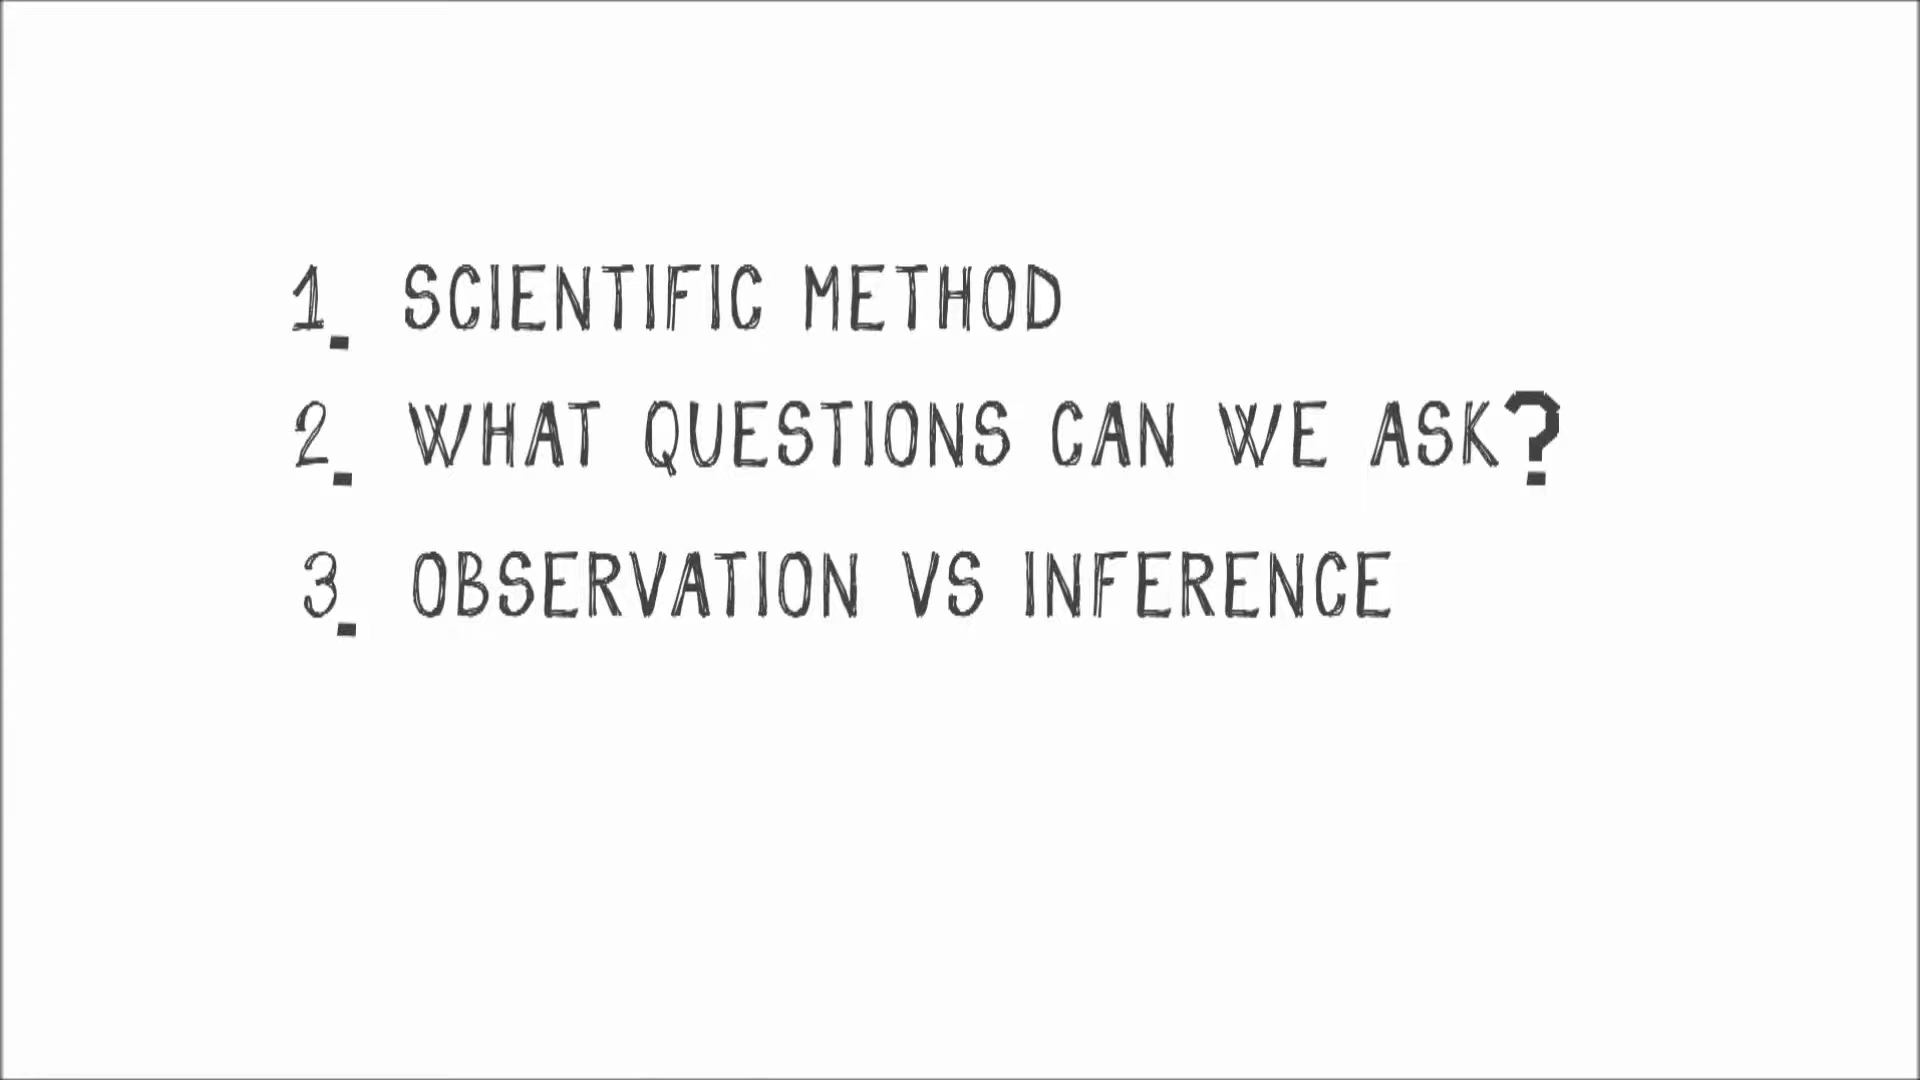 1. SCIENTIFIC METHOD
2. WHAT QUESTIONS CAN WE ASK?
3. OBSERVATION VS INFERENCE